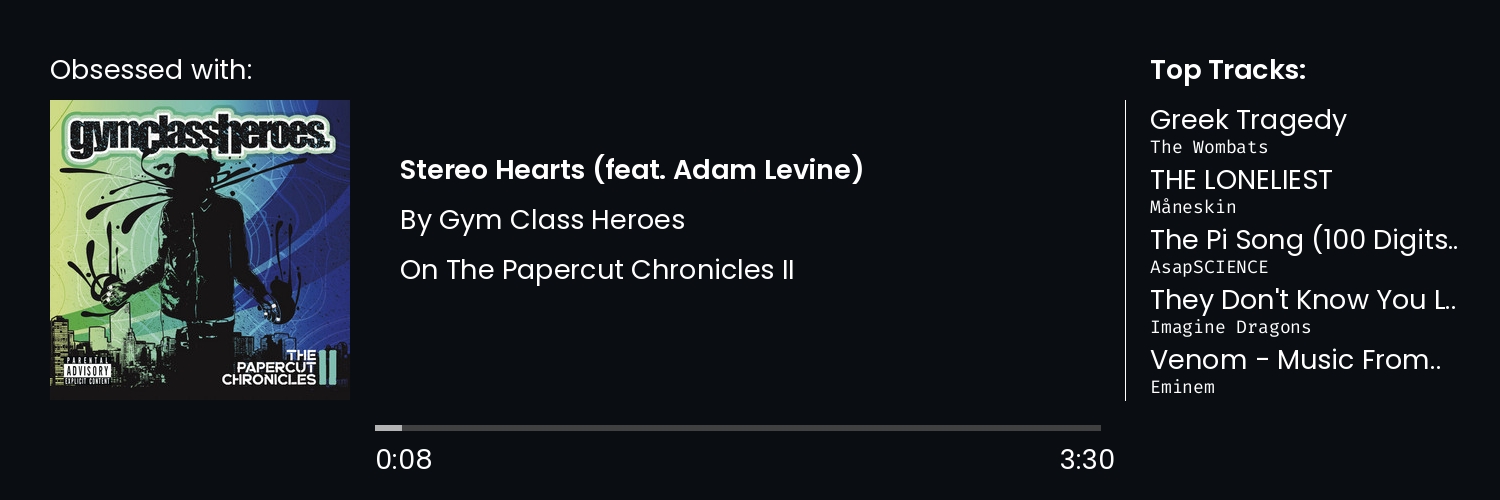 Obsessed with:
gymclassheroes.
PARENTAL
ADVISORY
EXPLICIT CONTENT
THE
PAPERCUT
CHRONICLES II
Stereo Hearts (feat. Adam Levine)
By Gym Class Heroes
On The Papercut Chronicles II
0:08
3:30
Top Tracks:
Greek Tragedy
The Wombats
THE LONELIEST
Måneskin
The Pi Song (100 Digits..
AsapSCIENCE
They Don't Know You L..
Imagine Dragons
Venom - Music From..
Eminem